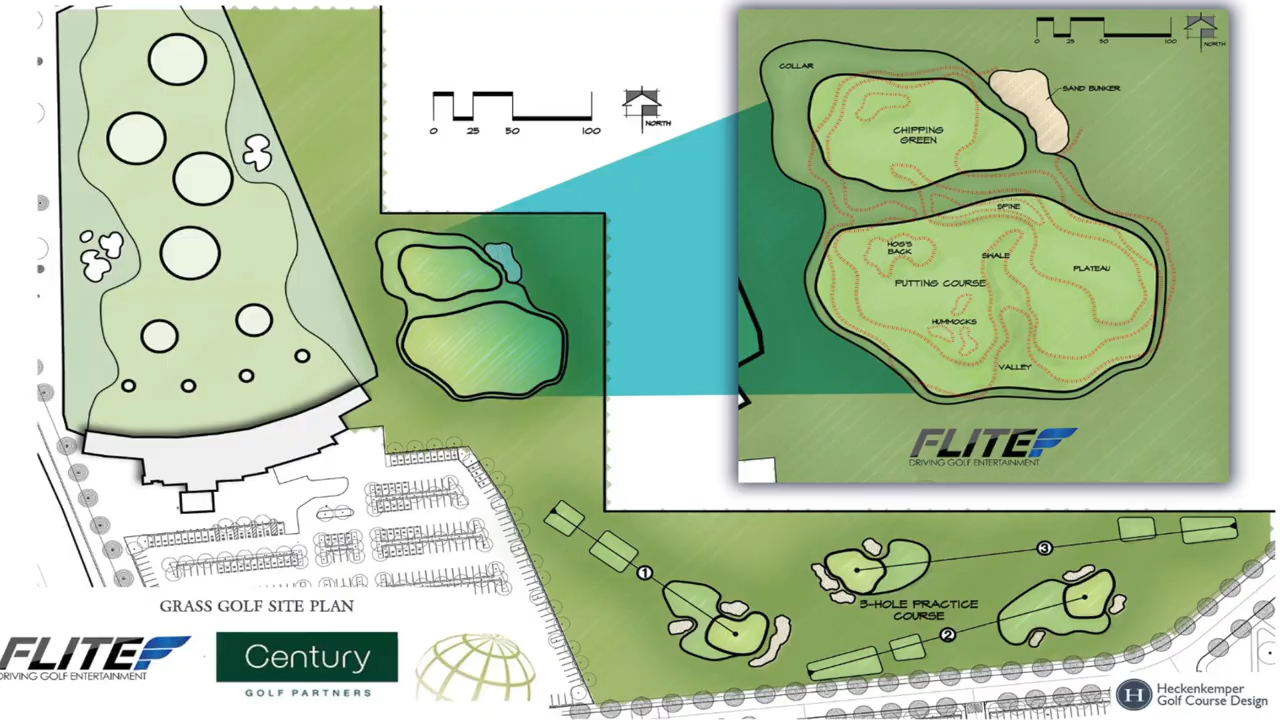 0 25 50 100
NORTH
COLLAR
SAND BUNKER
CHIPPING
GREEN
SPINE
HOG'S
BACK
SWALE
PLATEAU
PUTTING COURSE
HUMMOCKS
VALLEY
FLITE
DRIVING GOLF ENTERTAINMENT
0 25 50 100
NORTH
1
3
3-HOLE PRACTICE
COURSE
2
GRASS GOLF SITE PLAN
FLITE
DRIVING GOLF ENTERTAINMENT
Century
GOLF PARTNERS
H
Heckenkemper
Golf Course Design